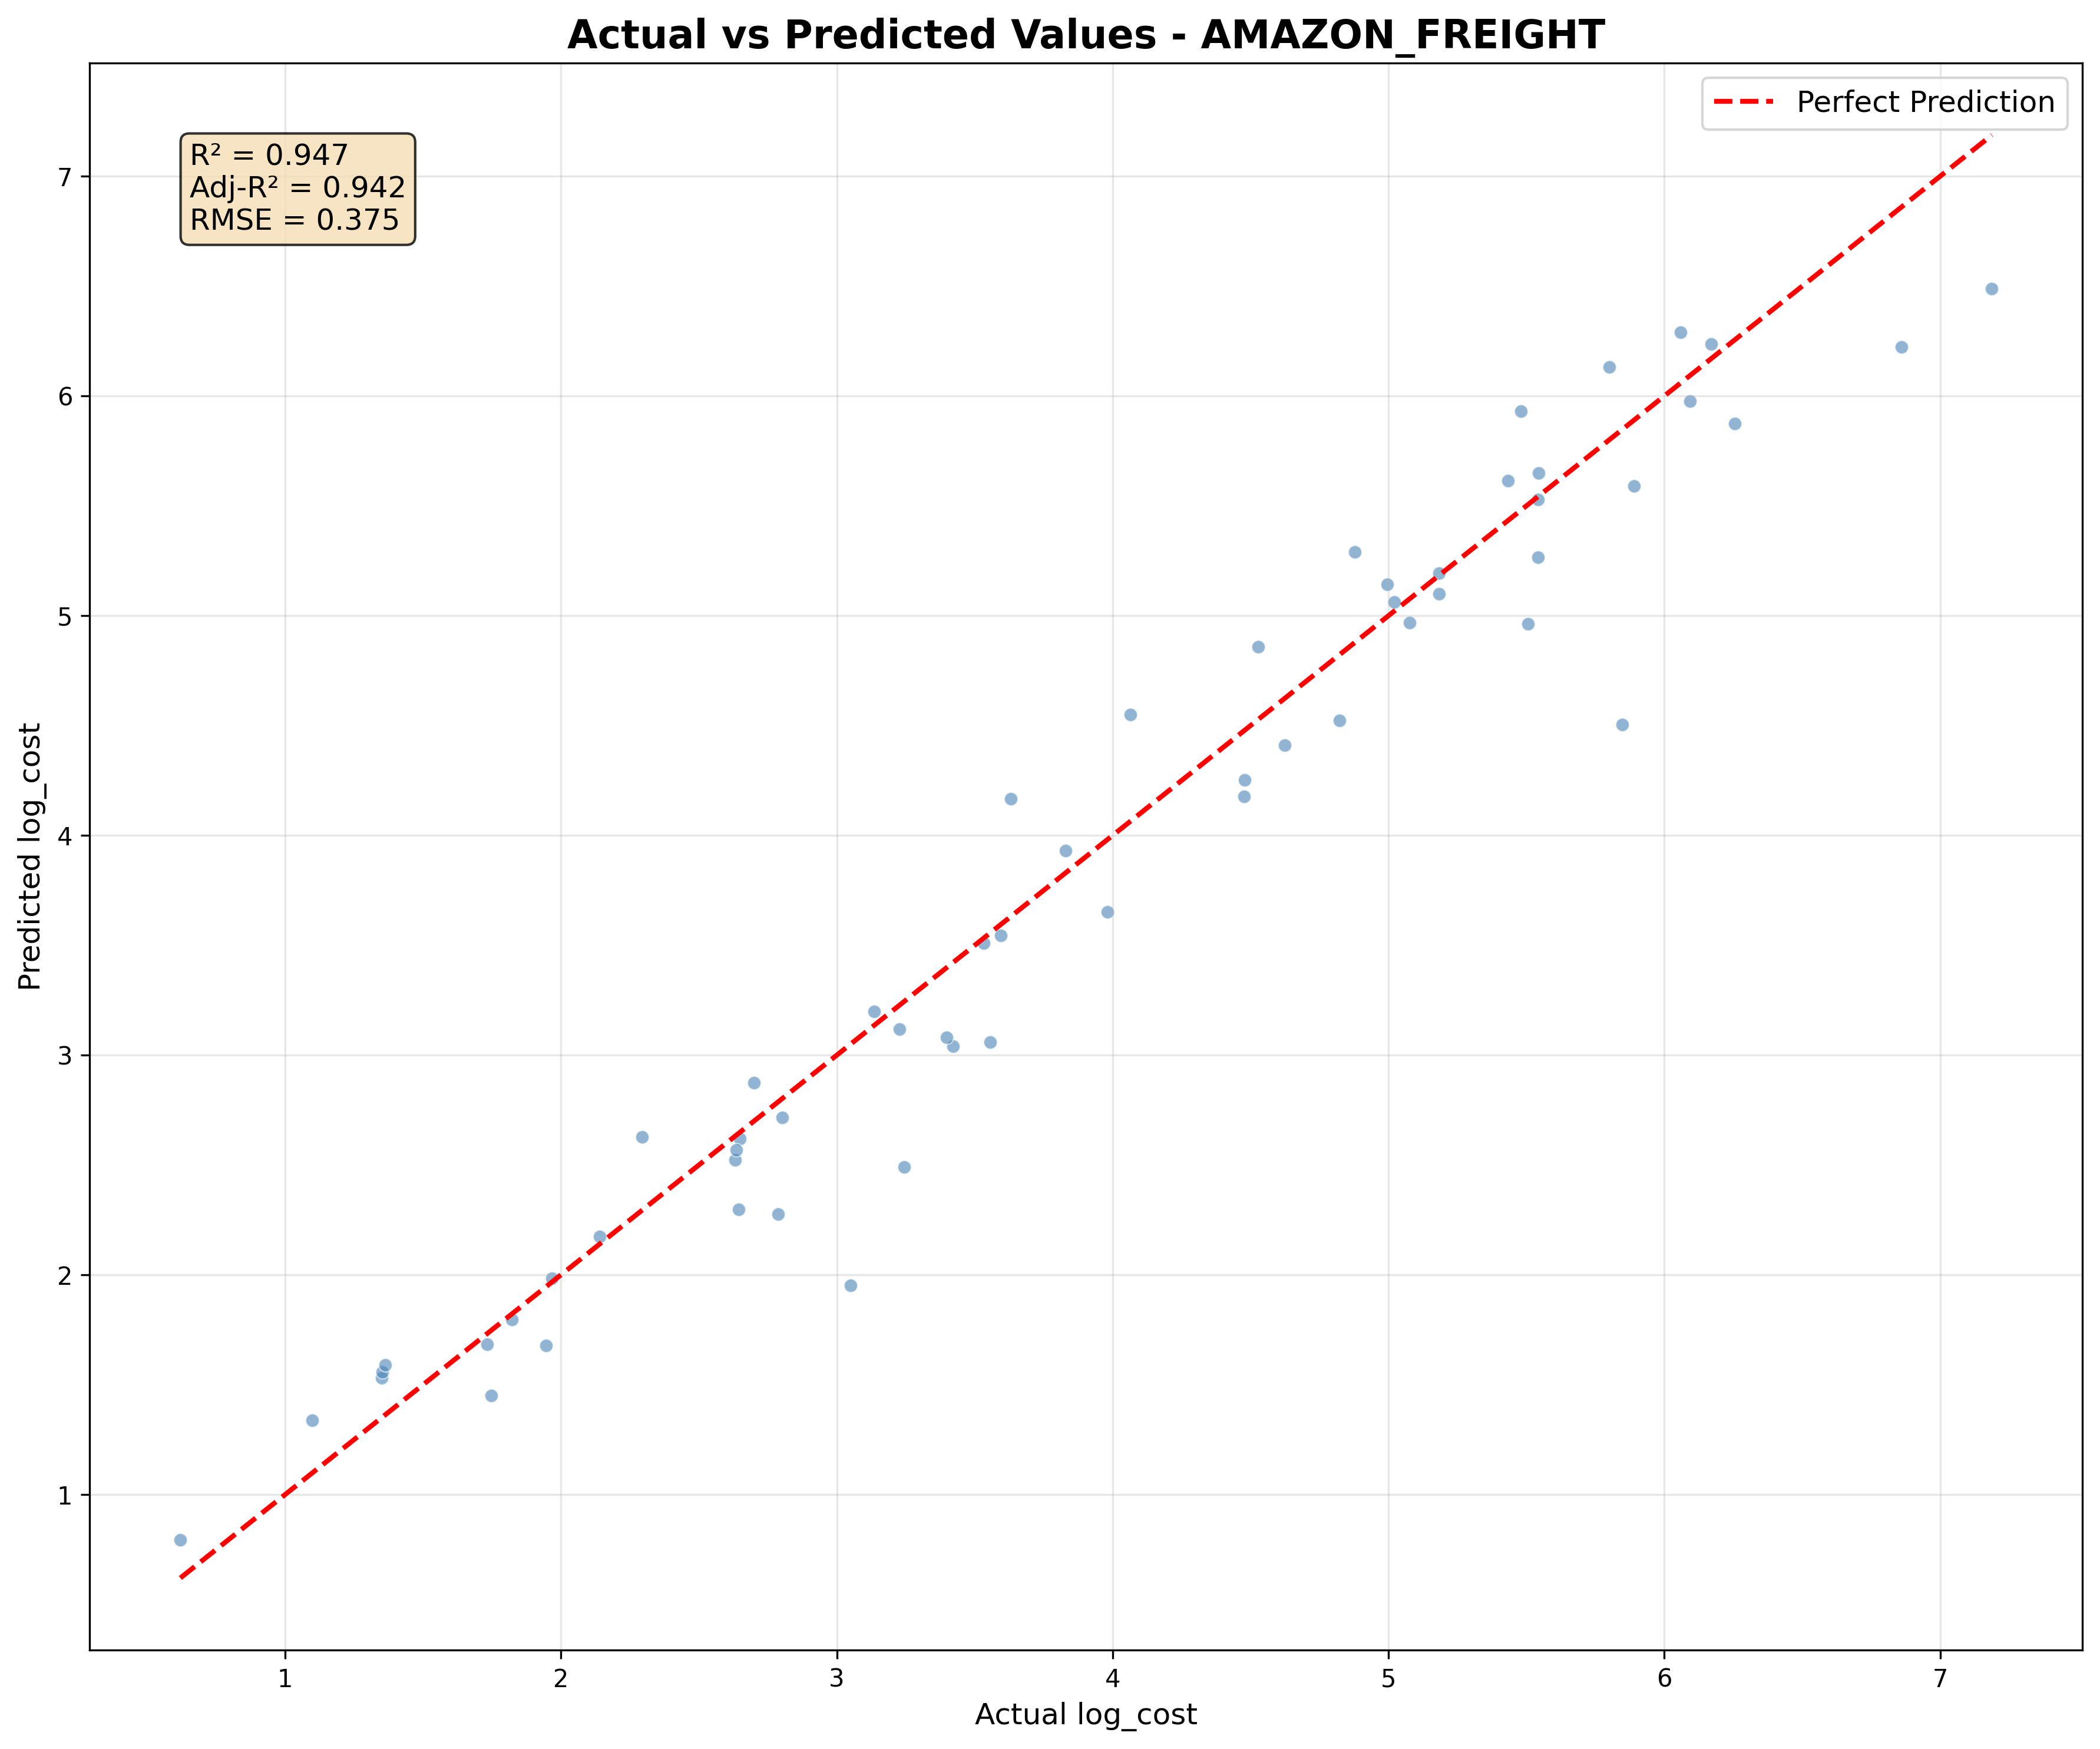 Actual vs Predicted Values - AMAZON_FREIGHT
Perfect Prediction
R² = 0.947
Adj-R² = 0.942
RMSE = 0.375
7
6
5
4
3
2
1
Predicted log_cost
1 2 3 4 5 6 7
Actual log_cost